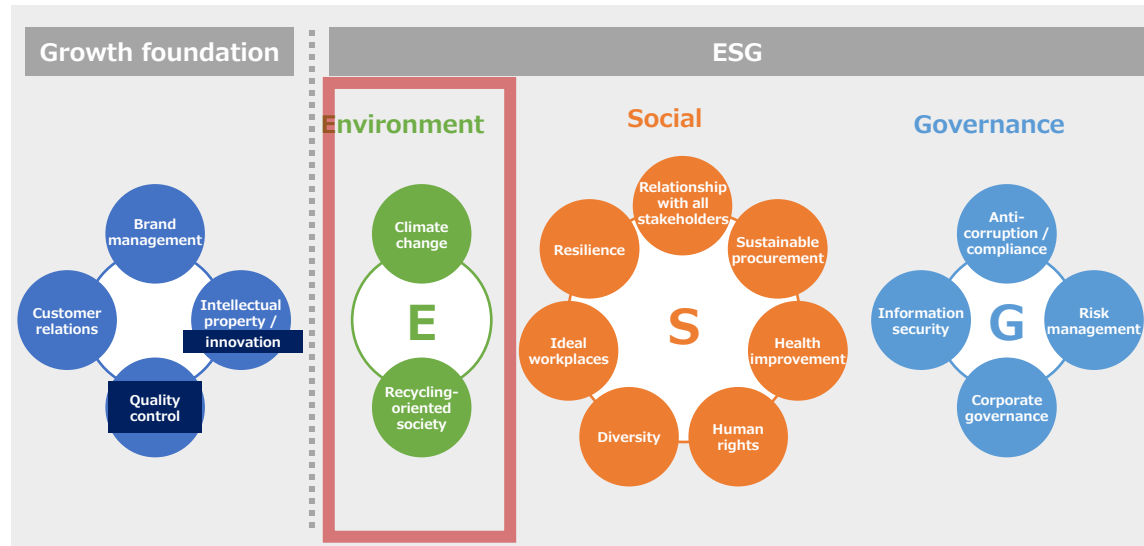 Growth foundation
ESG
Environment
Social
Governance
Brand
management
Customer
relations
Intellectual
property /
innovation
Quality
control
Climate
change
E
Recycling-
oriented
society
Relationship
with all
stakeholders
Resilience
Sustainable
procurement
S
Ideal
workplaces
Health
improvement
Diversity
Human
rights
Anti-
corruption /
compliance
Information
security
G
Risk
management
Corporate
governance